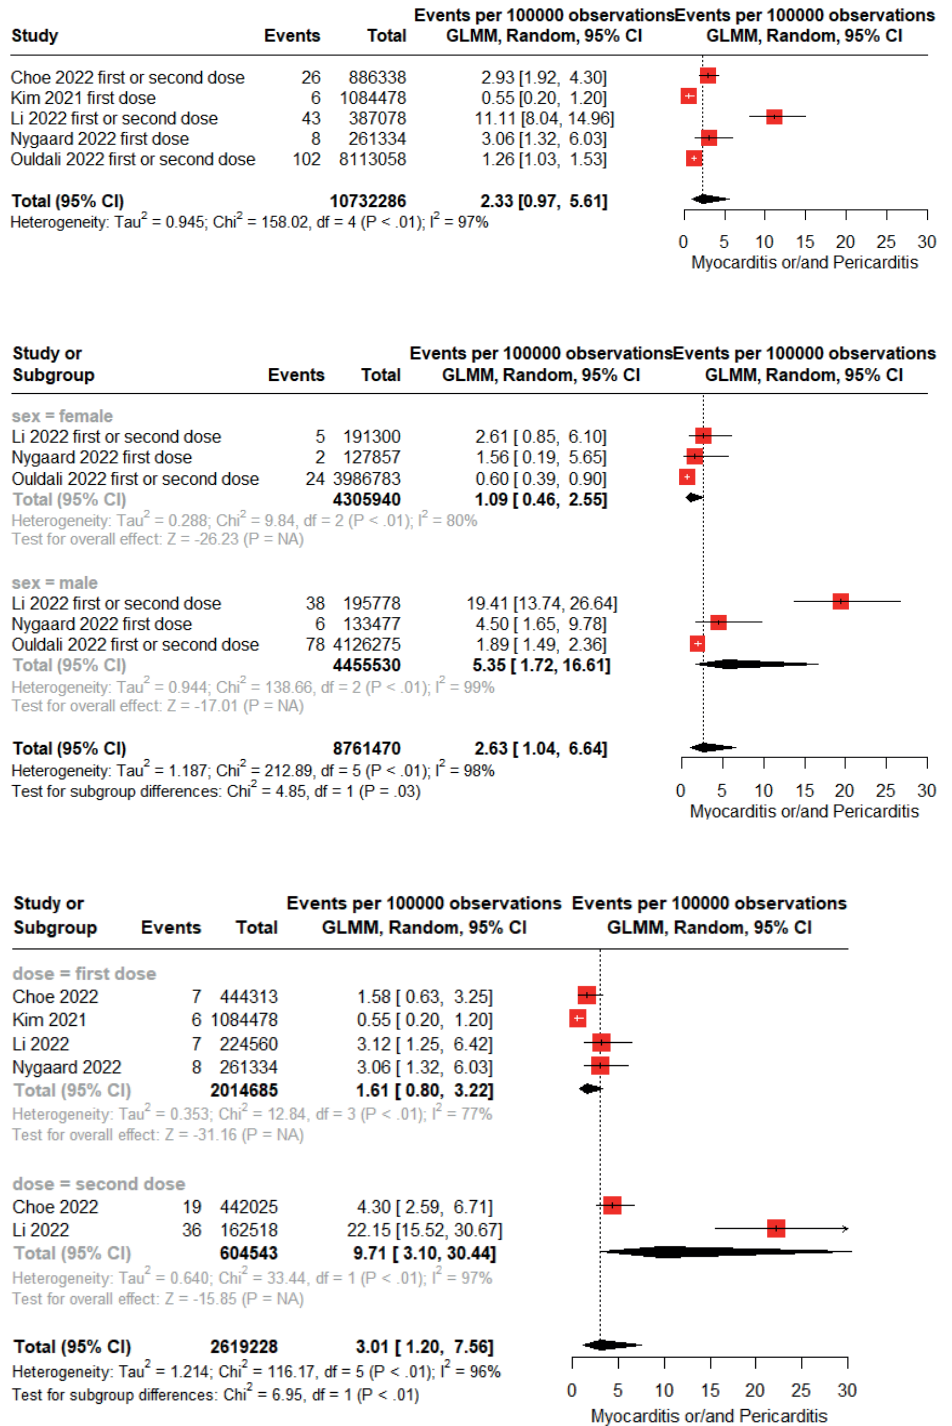 Events per 100000 observations Events per 100000 observations
Study Events Total GLMM, Random, 95% CI GLMM, Random, 95% CI
Choe 2022 first or second dose 26 886338 2.93 [1.92, 4.30]
Kim 2021 first dose 6 1084478 0.55 [0.20, 1.20]
Li 2022 first or second dose 43 387078 11.11 [8.04, 14.96]
Nygaard 2022 first dose 8 261334 3.06 [1.32, 6.03]
Ouldali 2022 first or second dose 102 8113058 1.26 [1.03, 1.53]
Total (95% CI) 10732286 2.33 [0.97, 5.61]
Heterogeneity: Tau² = 0.945; Chi² = 158.02, df = 4 (P < .01); I² = 97%
0 5 10 15 20 25 30
Myocarditis or/and Pericarditis
Study or Events per 100000 observations Events per 100000 observations
Subgroup Events Total GLMM, Random, 95% CI GLMM, Random, 95% CI
sex = female
Li 2022 first or second dose 5 191300 2.61 [ 0.85, 6.10]
Nygaard 2022 first dose 2 127857 1.56 [ 0.19, 5.65]
Ouldali 2022 first or second dose 24 3986783 0.60 [ 0.39, 0.90]
Total (95% CI) 4305940 1.09 [ 0.46, 2.55]
Heterogeneity: Tau² = 0.288; Chi² = 9.84, df = 2 (P < .01); I² = 80%
Test for overall effect: Z = -26.23 (P = NA)
sex = male
Li 2022 first or second dose 38 195778 19.41 [13.74, 26.64]
Nygaard 2022 first dose 6 133477 4.50 [ 1.65, 9.78]
Ouldali 2022 first or second dose 78 4126275 1.89 [ 1.49, 2.36]
Total (95% CI) 4455530 5.35 [ 1.72, 16.61]
Heterogeneity: Tau² = 0.944; Chi² = 138.66, df = 2 (P < .01); I² = 99%
Test for overall effect: Z = -17.01 (P = NA)
Total (95% CI) 8761470 2.63 [ 1.04, 6.64]
Heterogeneity: Tau² = 1.187; Chi² = 212.89, df = 5 (P < .01); I² = 98%
Test for subgroup differences: Chi² = 4.85, df = 1 (P = .03)
0 5 10 15 20 25 30
Myocarditis or/and Pericarditis
Study or Events per 100000 observations Events per 100000 observations
Subgroup Events Total GLMM, Random, 95% CI GLMM, Random, 95% CI
dose = first dose
Choe 2022 7 444313 1.58 [ 0.63, 3.25]
Kim 2021 6 1084478 0.55 [ 0.20, 1.20]
Li 2022 7 224560 3.12 [ 1.25, 6.42]
Nygaard 2022 8 261334 3.06 [ 1.32, 6.03]
Total (95% CI) 2014685 1.61 [ 0.80, 3.22]
Heterogeneity: Tau² = 0.353; Chi² = 12.84, df = 3 (P < .01); I² = 77%
Test for overall effect: Z = -31.16 (P = NA)
dose = second dose
Choe 2022 19 442025 4.30 [ 2.59, 6.71]
Li 2022 36 162518 22.15 [15.52, 30.67]
Total (95% CI) 604543 9.71 [ 3.10, 30.44]
Heterogeneity: Tau² = 0.640; Chi² = 33.44, df = 1 (P < .01); I² = 97%
Test for overall effect: Z = -15.85 (P = NA)
Total (95% CI) 2619228 3.01 [ 1.20, 7.56]
Heterogeneity: Tau² = 1.214; Chi² = 116.17, df = 5 (P < .01); I² = 96%
Test for subgroup differences: Chi² = 6.95, df = 1 (P < .01)
0 5 10 15 20 25 30
Myocarditis or/and Pericarditis